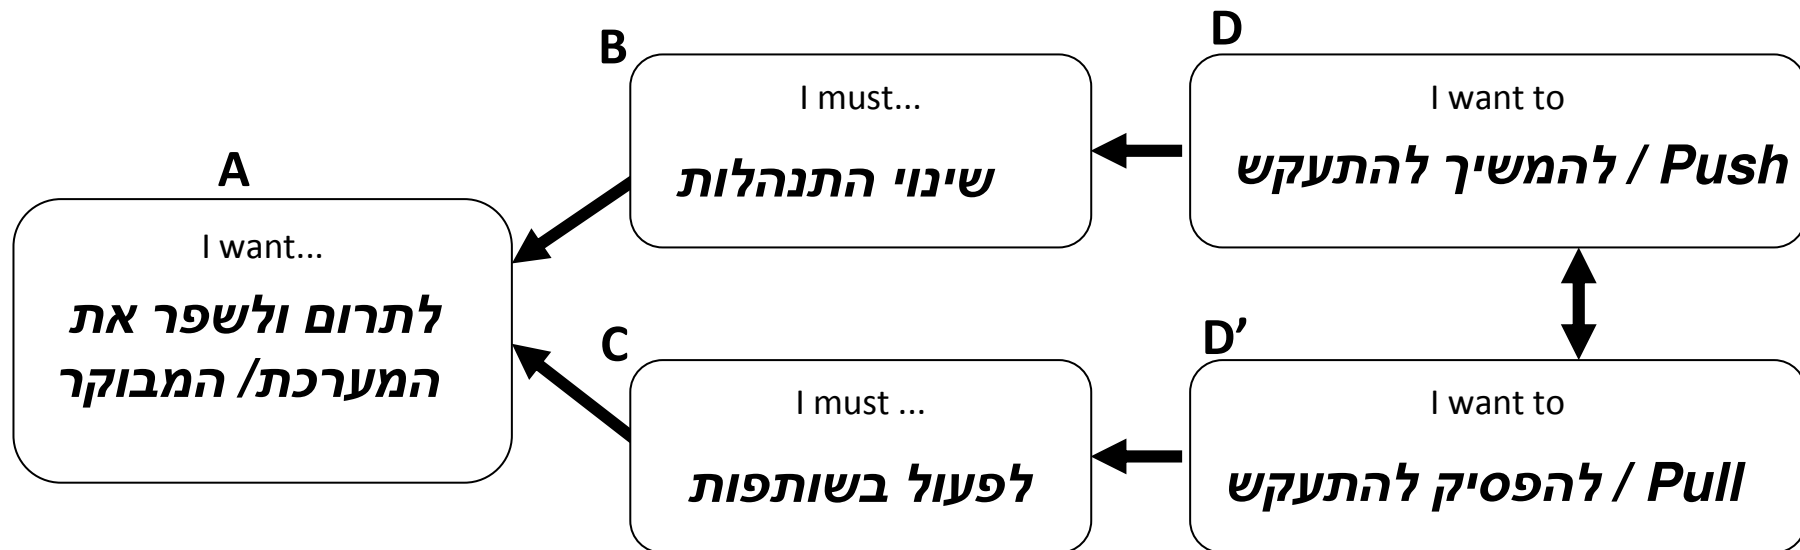 A
I want...
לתרום ולשפר את
המערכת/ המבוקר
B
I must...
שינוי התנהלות
C
I must ...
לפעול בשותפות
D
I want to
Push / להמשיך להתעקש
D’
I want to
Pull / להפסיק להתעקש